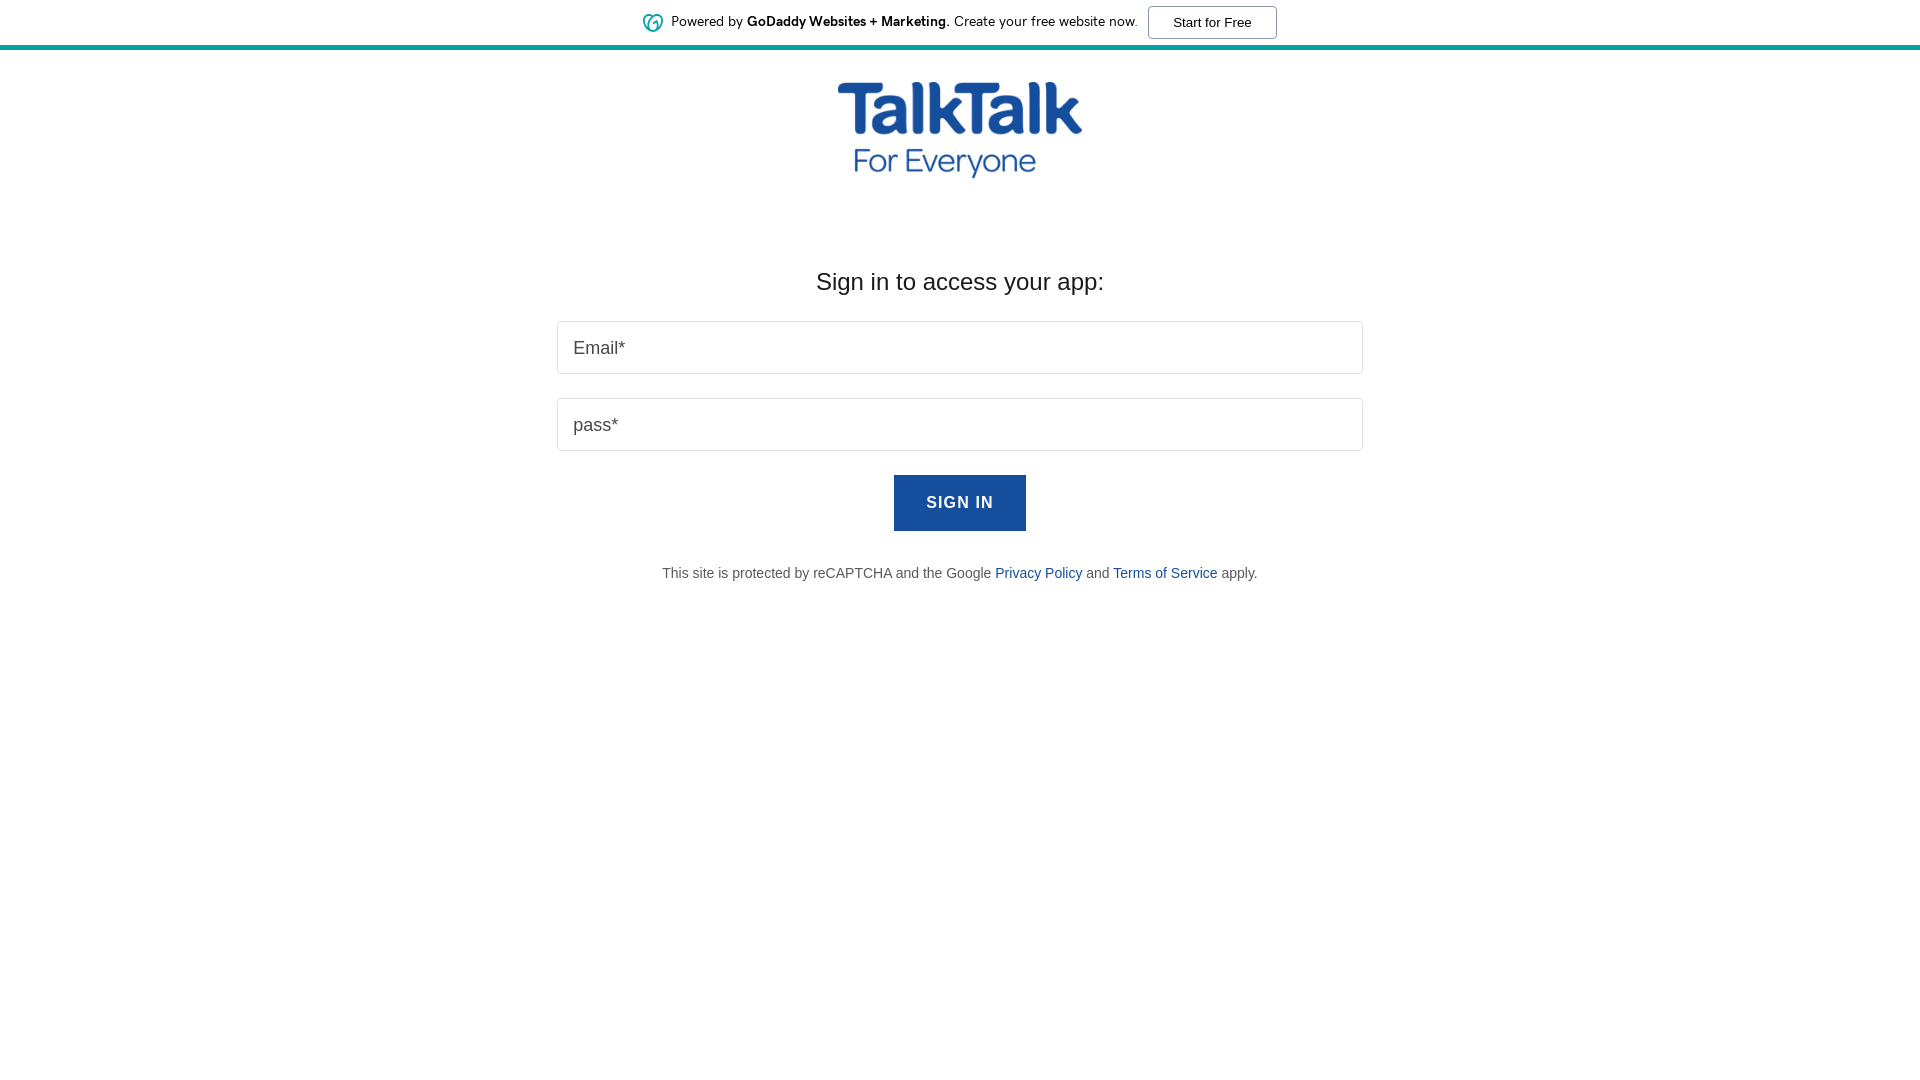 Powered by GoDaddy Websites + Marketing. Create your free website now.
Start for Free
TalkTalk
For Everyone
Sign in to access your app:
Email*
pass*
SIGN IN
This site is protected by reCAPTCHA and the Google Privacy Policy and Terms of Service apply.